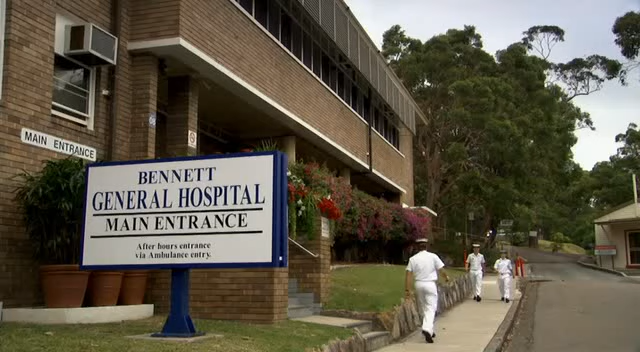 MAIN ENTRANCE
BENNETT
GENERAL HOSPITAL
MAIN ENTRANCE
After hours entrance
via Ambulance entry.